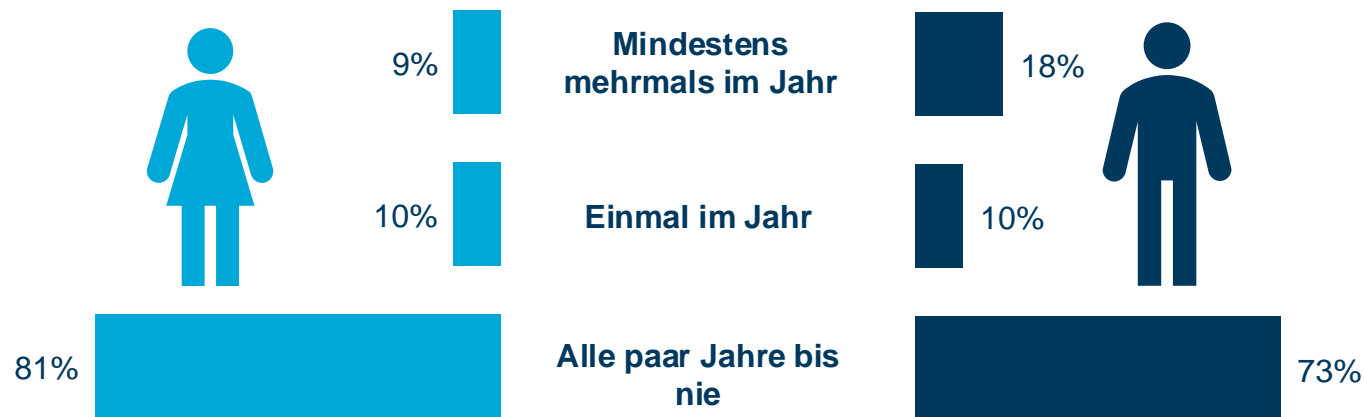 9%
Mindestens
mehrmals im Jahr
18%
10%
Einmal im Jahr
10%
81%
Alle paar Jahre bis
nie
73%